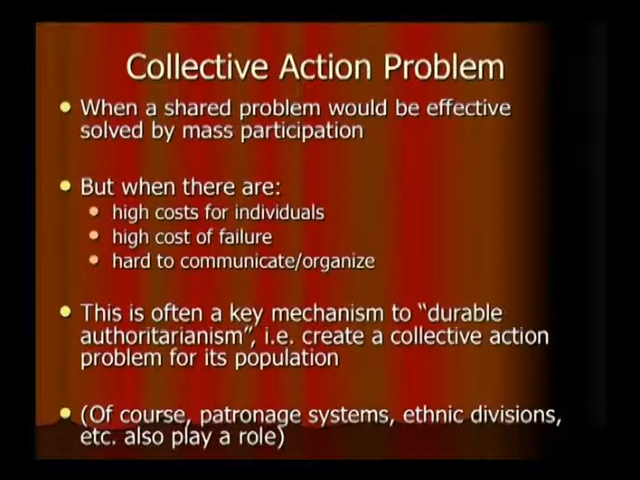 Collective Action Problem
When a shared problem would be effective
solved by mass participation
But when there are:
high costs for individuals
high cost of failure
hard to communicate/organize
This is often a key mechanism to “durable
authoritarianism”, i.e. create a collective action
problem for its population
(Of course, patronage systems, ethnic divisions,
etc. also play a role)